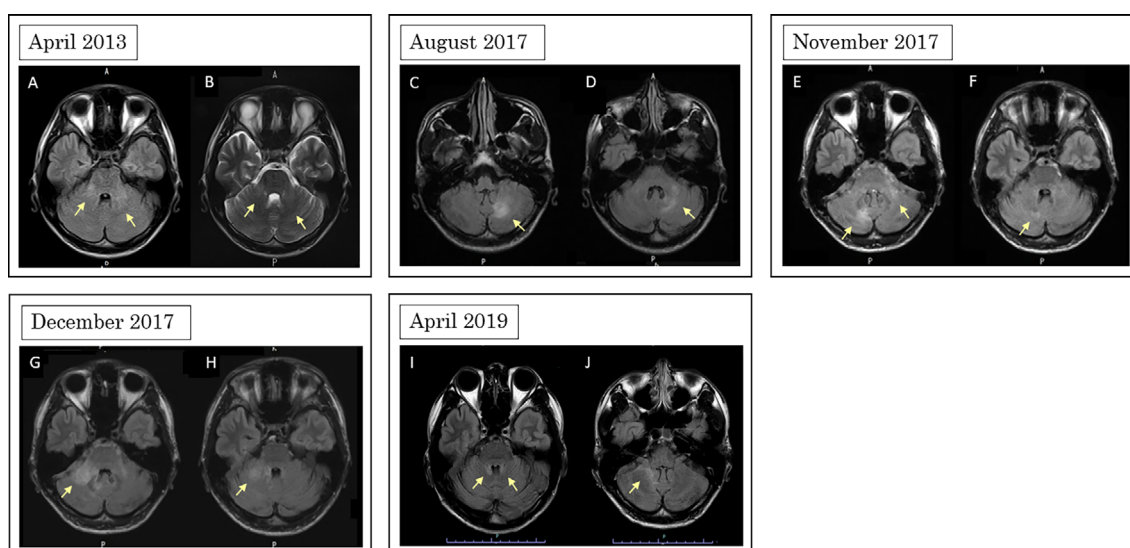 April 2013
A
B
A
A
P
P
August 2017
C
D
A
A
P
P
November 2017
E
F
A
A
P
P
December 2017
G
H
P
P
April 2019
I
J
P
P